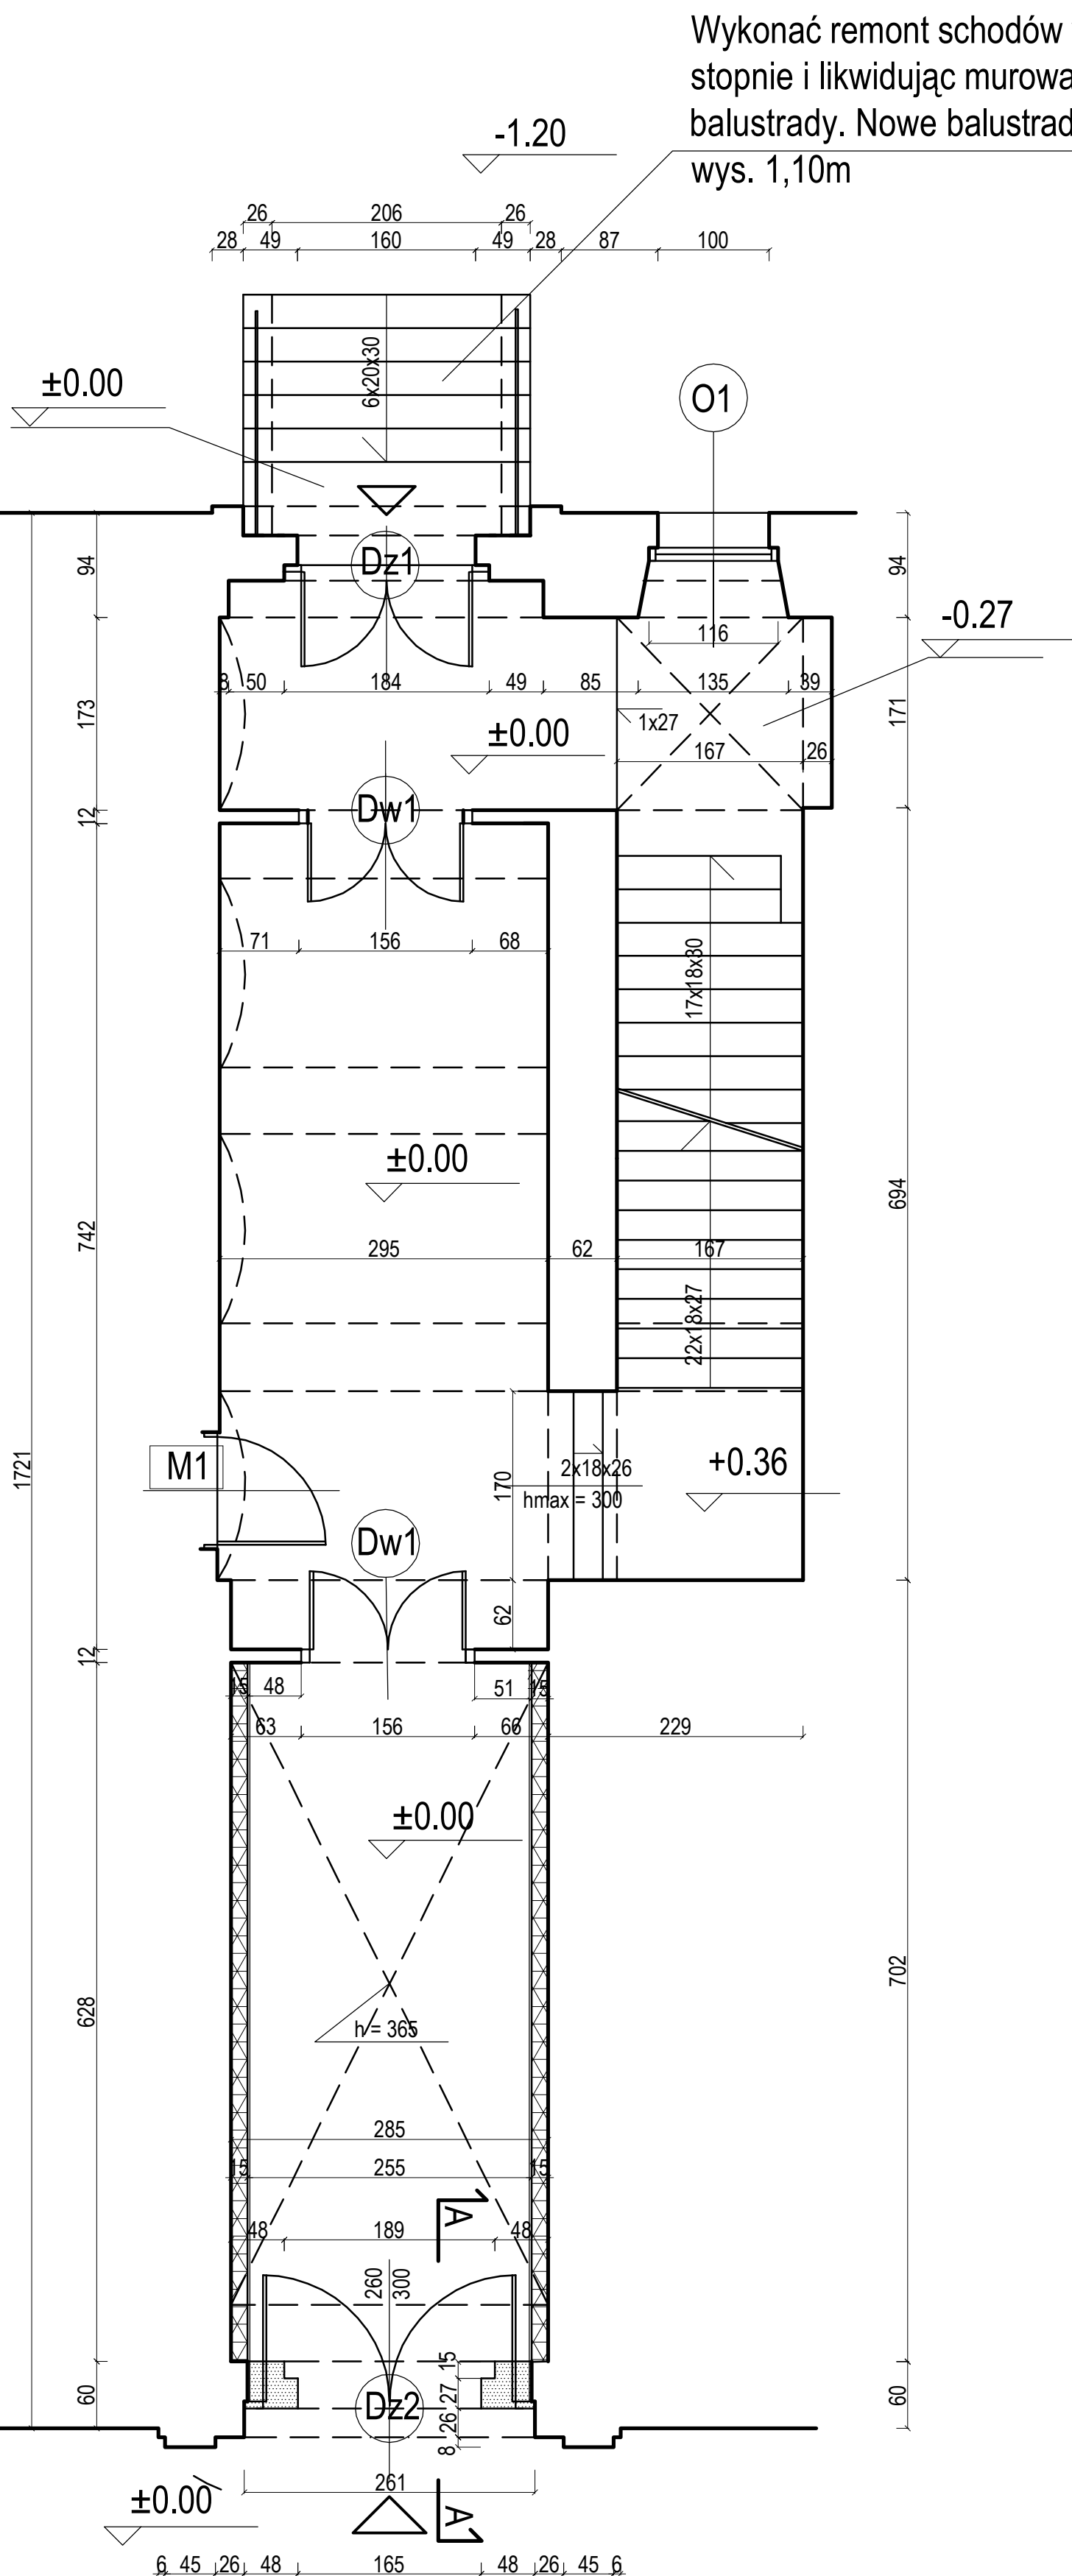 Wykonać remont schodów
stopnie i likwidując murowa
balustrady. Nowe balustrad
wys. 1,10m
-1.20
26 206 26
28 49 160 49 28 87 100
6x20x30
±0.00
O1
Dz1
94
94
-0.27
116
8 50 184 49 85 135 39
173
1x27
171
±0.00
167 26
Dw1
12
71 156 68
17x18x30
±0.00
694
742
295 62 167
22x18x27
1721
M1
+0.36
2x18x26
170
hmax = 300
Dw1
62
12
15 48 51 15
63 156 66 229
±0.00
702
628
h = 365
285
15 255 15
A
48 189 48
260
300
15
27
26
8
Dz2
60
60
261
±0.00
A
6 45 26 48 165 48 26 45 6